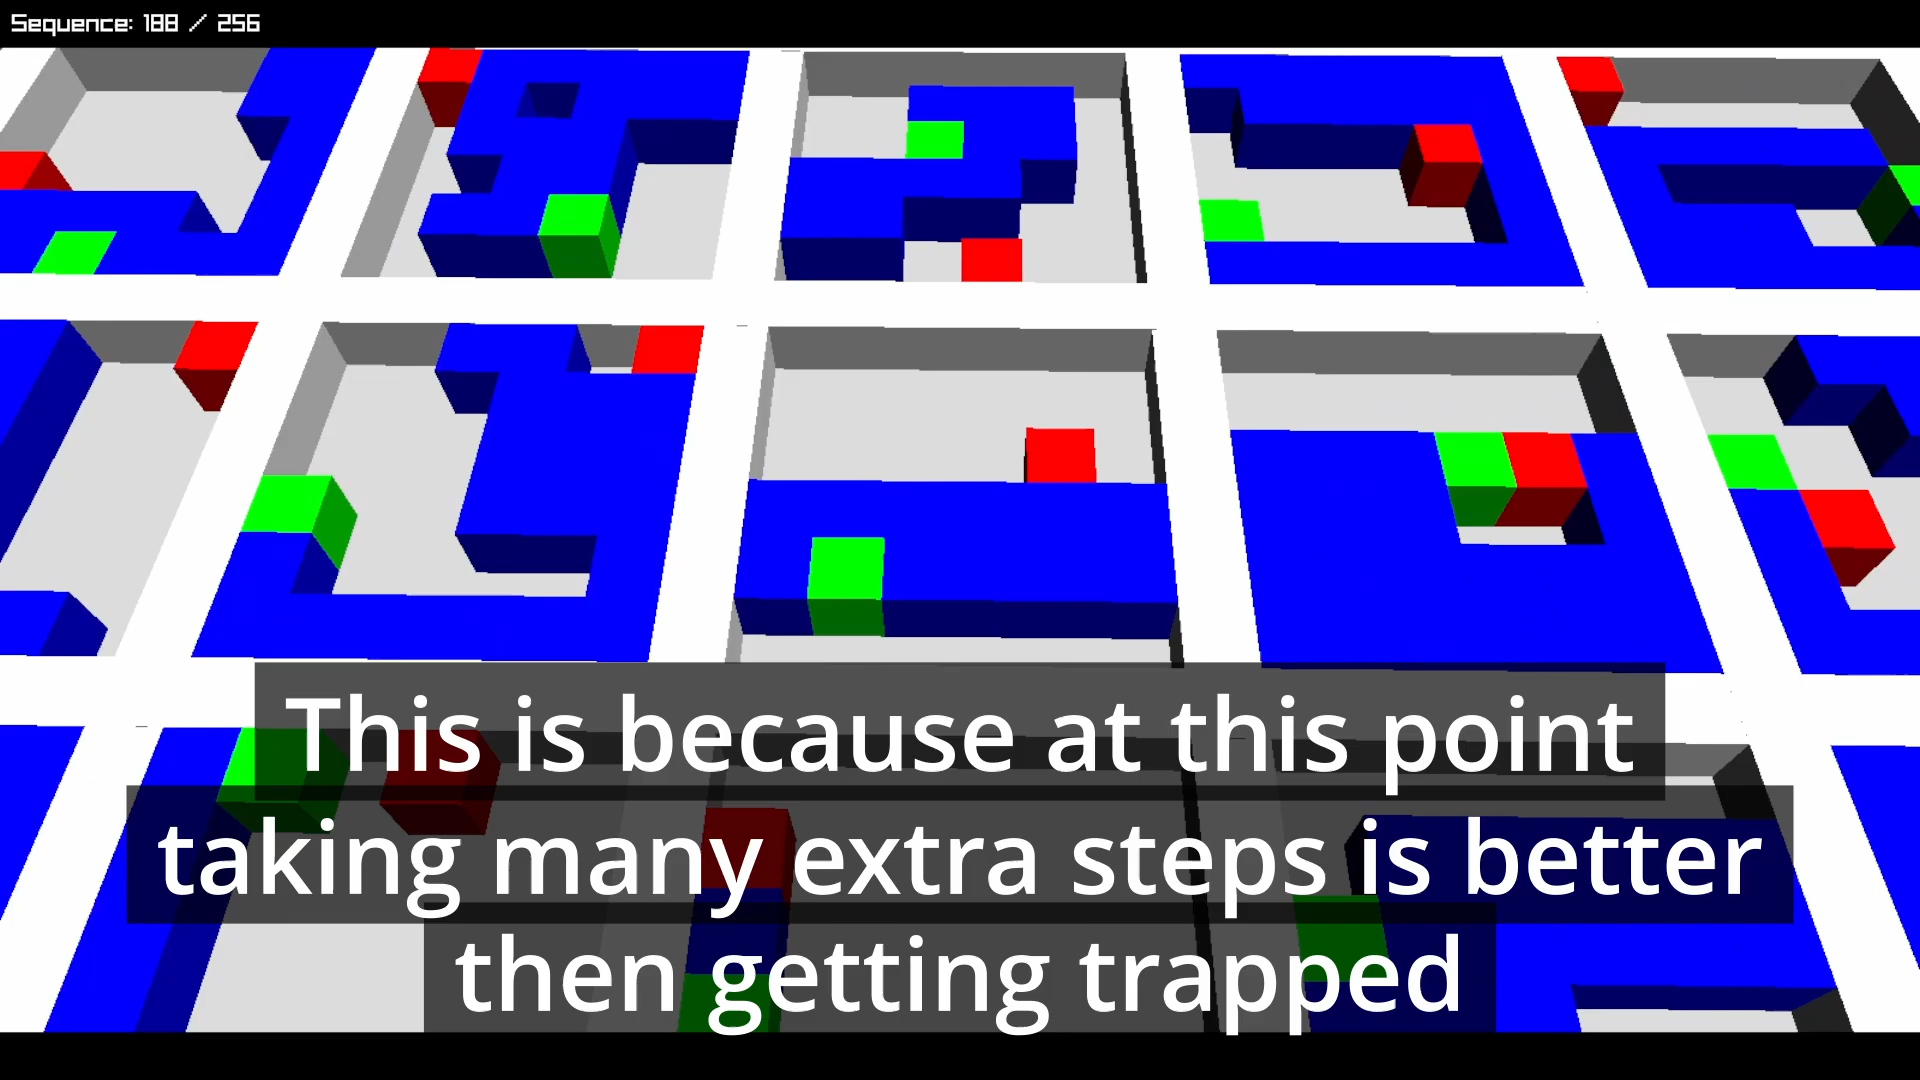 Sequence: 188 / 256
This is because at this point
taking many extra steps is better
then getting trapped